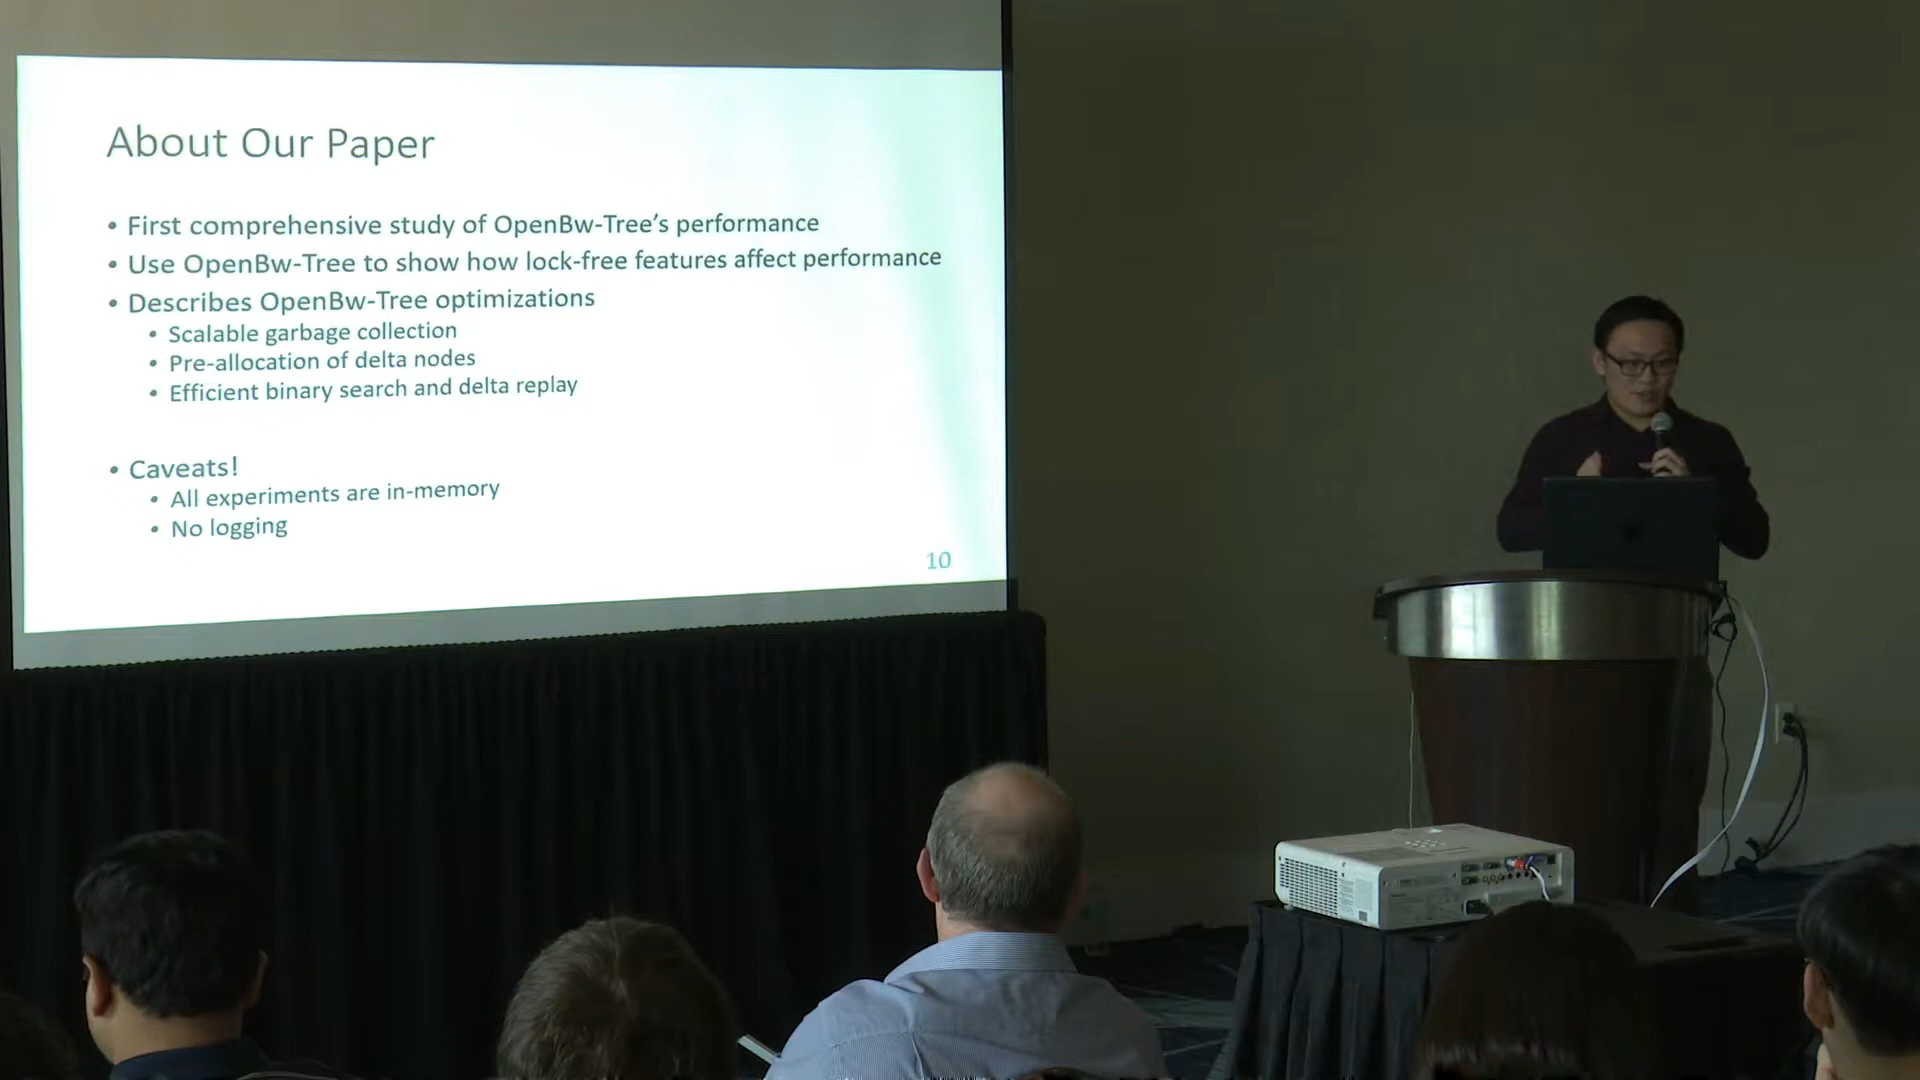 About Our Paper
• First comprehensive study of OpenBw-Tree's performance
• Use OpenBw-Tree to show how lock-free features affect performance
• Describes OpenBw-Tree optimizations
• Scalable garbage collection
• Pre-allocation of delta nodes
• Efficient binary search and delta replay
• Caveats!
• All experiments are in-memory
• No logging
10